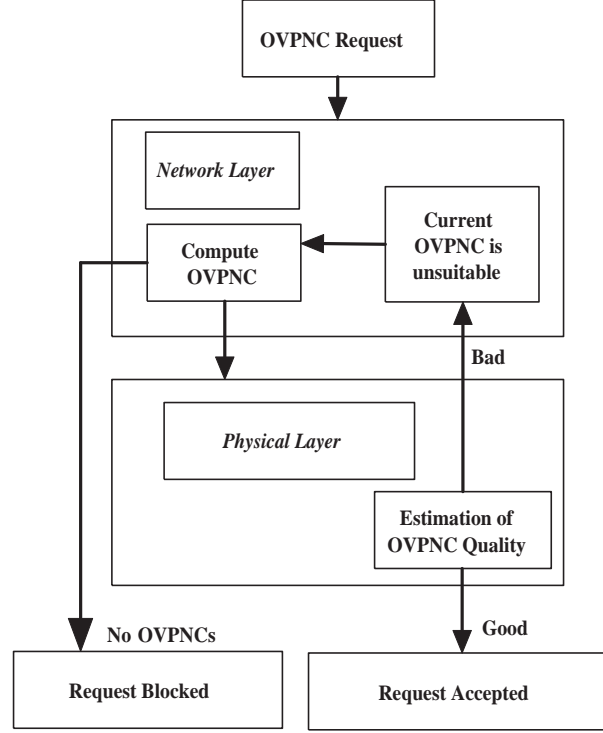 OVPNC Request
Network Layer
Current
OVPNC is
unsuitable
Compute
OVPNC
Bad
Physical Layer
Estimation of
OVPNC Quality
No OVPNCs
Good
Request Blocked
Request Accepted